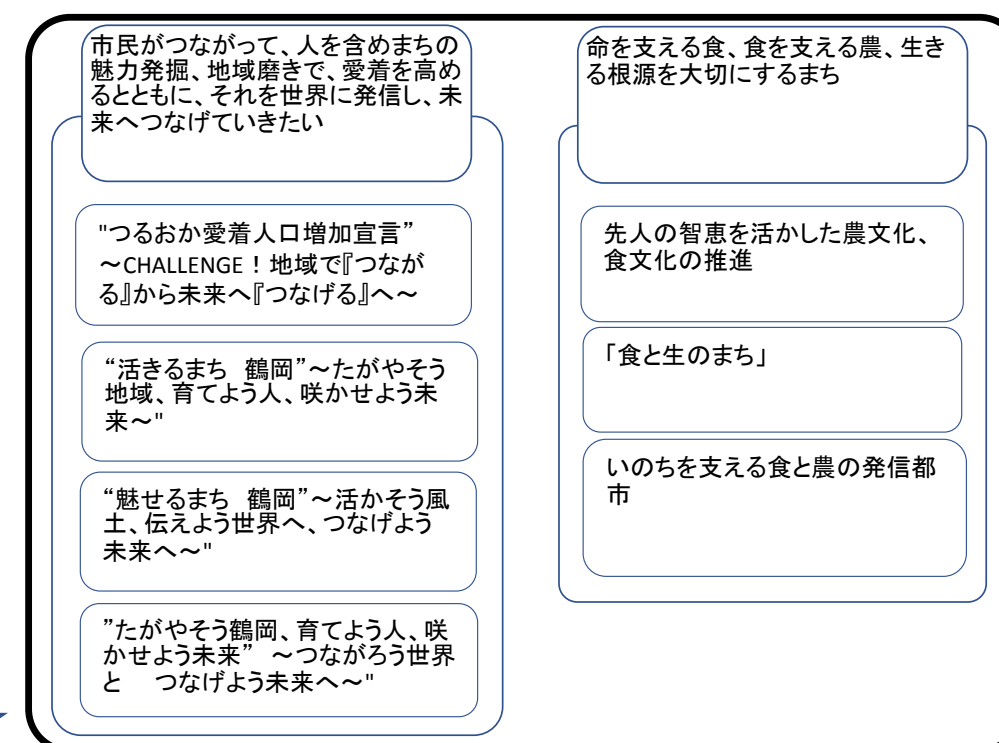 市民がつながって、人を含めまちの
魅力発掘、地域磨きで、愛着を高め
るとともに、それを世界に発信し、未
来へつなげていきたい
"つるおか愛着人口増加宣言”
～CHALLENGE！地域で『つなが
る』から未来へ『つなげる』へ～
“活きるまち　鶴岡”～たがやそう
地域、育てよう人、咲かせよう未
来～"
“魅せるまち　鶴岡”～活かそう風
土、伝えよう世界へ、つなげよう
未来へ～"
”たがやそう鶴岡、育てよう人、咲
かせよう未来”　～つながろう世界
と　　つなげよう未来へ～"
命を支える食、食を支える農、生き
る根源を大切にするまち
先人の智恵を活かした農文化、
食文化の推進
「食と生のまち」
いのちを支える食と農の発信都
市